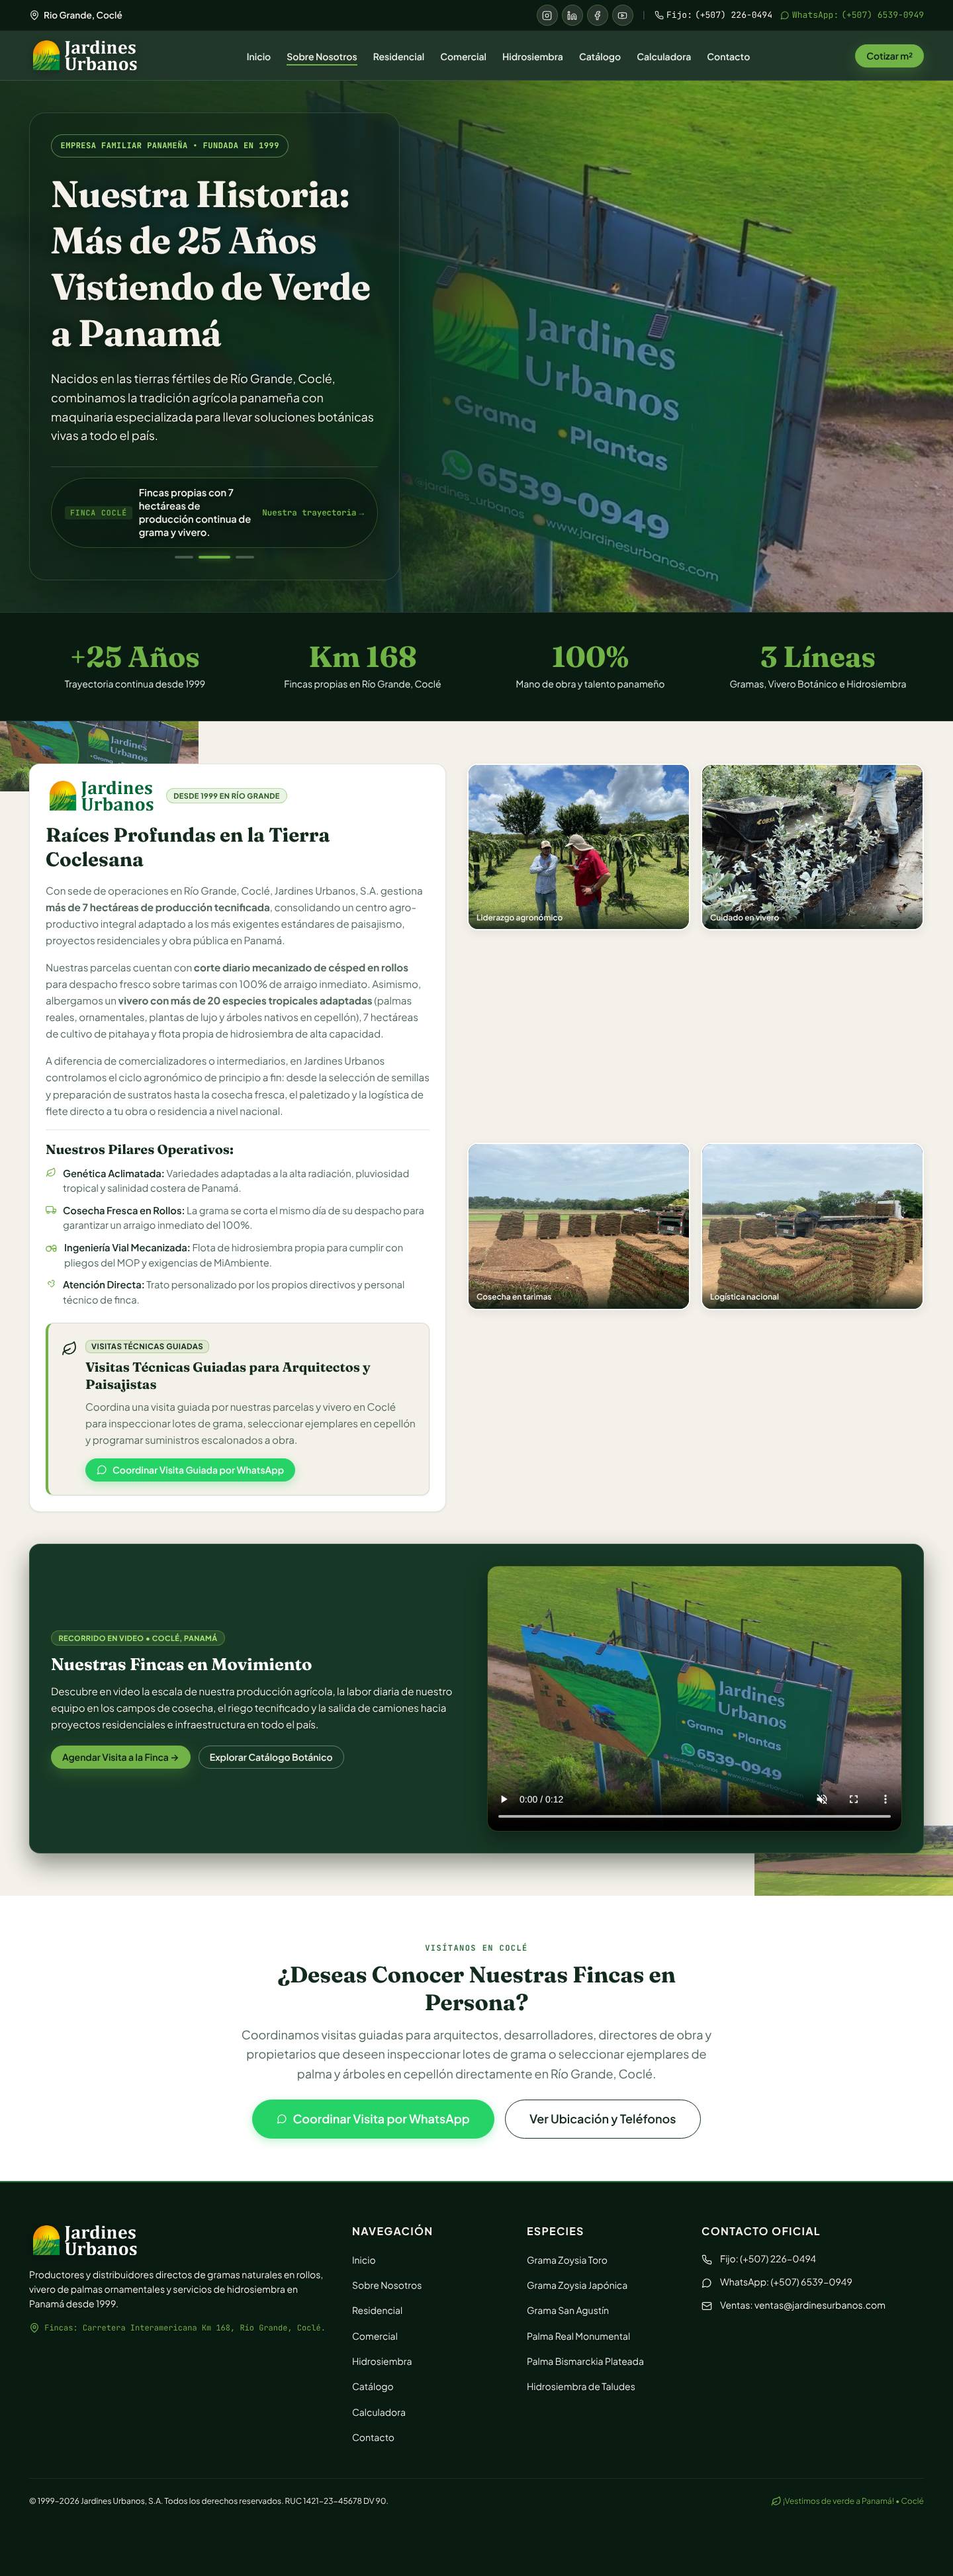 Río Grande, Coclé
Fijo: (+507) 226-0494
WhatsApp: (+507) 6539-0949
Jardines
Urbanos
Inicio
Sobre Nosotros
Residencial
Comercial
Hidrosiembra
Catálogo
Calculadora
Contacto
Cotizar m²
EMPRESA FAMILIAR PANAMEÑA • FUNDADA EN 1999
Nuestra Historia:
Más de 25 Años
Vistiendo de Verde
a Panamá
Nacidos en las tierras fértiles de Río Grande, Coclé,
combinamos la tradición agrícola panameña con
maquinaria especializada para llevar soluciones botánicas
vivas a todo el país.
FINCA COCLÉ
Fincas propias con 7
hectáreas de
producción continua de
grama y vivero.
Nuestra trayectoria →
Jardines
Urbanos
•Grama •Plantas
6539-0949
@jardines_urbanos
www.jardinesurbanos.com
+25 Años
Trayectoria continua desde 1999
Km 168
Fincas propias en Río Grande, Coclé
100%
Mano de obra y talento panameño
3 Líneas
Gramas, Vivero Botánico e Hidrosiembra
Jardines
Urbanos
Jardines
Urbanos
DESDE 1999 EN RÍO GRANDE
Raíces Profundas en la Tierra
Coclesana
Con sede de operaciones en Río Grande, Coclé, Jardines Urbanos, S.A. gestiona
más de 7 hectáreas de producción tecnificada, consolidando un centro agro-
productivo integral adaptado a los más exigentes estándares de paisajismo,
proyectos residenciales y obra pública en Panamá.
Nuestras parcelas cuentan con corte diario mecanizado de césped en rollos
para despacho fresco sobre tarimas con 100% de arraigo inmediato. Asimismo,
albergamos un vivero con más de 20 especies tropicales adaptadas (palmas
reales, ornamentales, plantas de lujo y árboles nativos en cepellón), 7 hectáreas
de cultivo de pitahaya y flota propia de hidrosiembra de alta capacidad.
A diferencia de comercializadores o intermediarios, en Jardines Urbanos
controlamos el ciclo agronómico de principio a fin: desde la selección de semillas
y preparación de sustratos hasta la cosecha fresca, el paletizado y la logística de
flete directo a tu obra o residencia a nivel nacional.
Nuestros Pilares Operativos:
Genética Aclimatada: Variedades adaptadas a la alta radiación, pluviosidad
tropical y salinidad costera de Panamá.
Cosecha Fresca en Rollos: La grama se corta el mismo día de su despacho para
garantizar un arraigo inmediato del 100%.
Ingeniería Vial Mecanizada: Flota de hidrosiembra propia para cumplir con
pliegos del MOP y exigencias de MiAmbiente.
Atención Directa: Trato personalizado por los propios directivos y personal
técnico de finca.
VISITAS TÉCNICAS GUIADAS
Visitas Técnicas Guiadas para Arquitectos y
Paisajistas
Coordina una visita guiada por nuestras parcelas y vivero en Coclé
para inspeccionar lotes de grama, seleccionar ejemplares en cepellón
y programar suministros escalonados a obra.
Coordinar Visita Guiada por WhatsApp
Liderazgo agronómico
Cuidado en vivero
Cosecha en tarimas
Logística nacional
RECORRIDO EN VIDEO • COCLÉ, PANAMÁ
Nuestras Fincas en Movimiento
Descubre en video la escala de nuestra producción agrícola, la labor diaria de nuestro
equipo en los campos de cosecha, el riego tecnificado y la salida de camiones hacia
proyectos residenciales e infraestructura en todo el país.
Agendar Visita a la Finca →
Explorar Catálogo Botánico
Jardines
Urbanos
•Grama •Plantas
6539-0949
www.jardinesurbanos.com
0:00 / 0:12
VISÍTANOS EN COCLÉ
¿Deseas Conocer Nuestras Fincas en
Persona?
Coordinamos visitas guiadas para arquitectos, desarrolladores, directores de obra y
propietarios que deseen inspeccionar lotes de grama o seleccionar ejemplares de
palma y árboles en cepellón directamente en Río Grande, Coclé.
Coordinar Visita por WhatsApp
Ver Ubicación y Teléfonos
Jardines
Urbanos
Productores y distribuidores directos de gramas naturales en rollos,
vivero de palmas ornamentales y servicios de hidrosiembra en
Panamá desde 1999.
Fincas: Carretera Interamericana Km 168, Río Grande, Coclé.
NAVEGACIÓN
Inicio
Sobre Nosotros
Residencial
Comercial
Hidrosiembra
Catálogo
Calculadora
Contacto
ESPECIES
Grama Zoysia Toro
Grama Zoysia Japónica
Grama San Agustín
Palma Real Monumental
Palma Bismarckia Plateada
Hidrosiembra de Taludes
CONTACTO OFICIAL
Fijo: (+507) 226-0494
WhatsApp: (+507) 6539-0949
Ventas: ventas@jardinesurbanos.com
© 1999-2026 Jardines Urbanos, S.A. Todos los derechos reservados. RUC 1421-23-45678 DV 90.
¡Vestimos de verde a Panamá! • Coclé